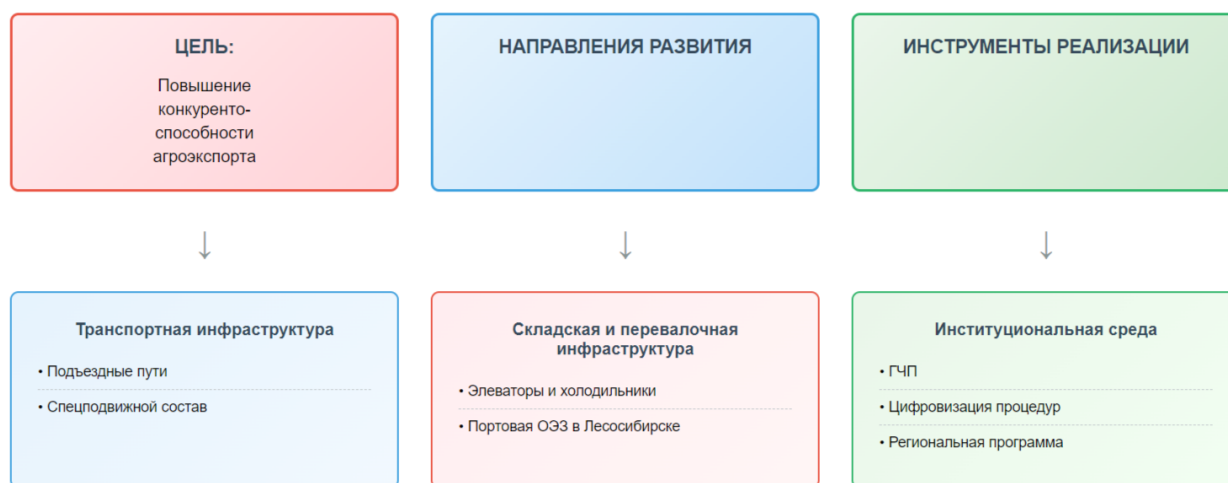 ЦЕЛЬ:
Повышение
конкуренто-
способности
агроэкспорта
НАПРАВЛЕНИЯ РАЗВИТИЯ
ИНСТРУМЕНТЫ РЕАЛИЗАЦИИ
↓
↓
↓
Транспортная инфраструктура
• Подъездные пути
• Спецподвижной состав
Складская и перевалочная
инфраструктура
• Элеваторы и холодильники
• Портовая ОЭЗ в Лесосибирске
Институциональная среда
• ГЧП
• Цифровизация процедур
• Региональная программа